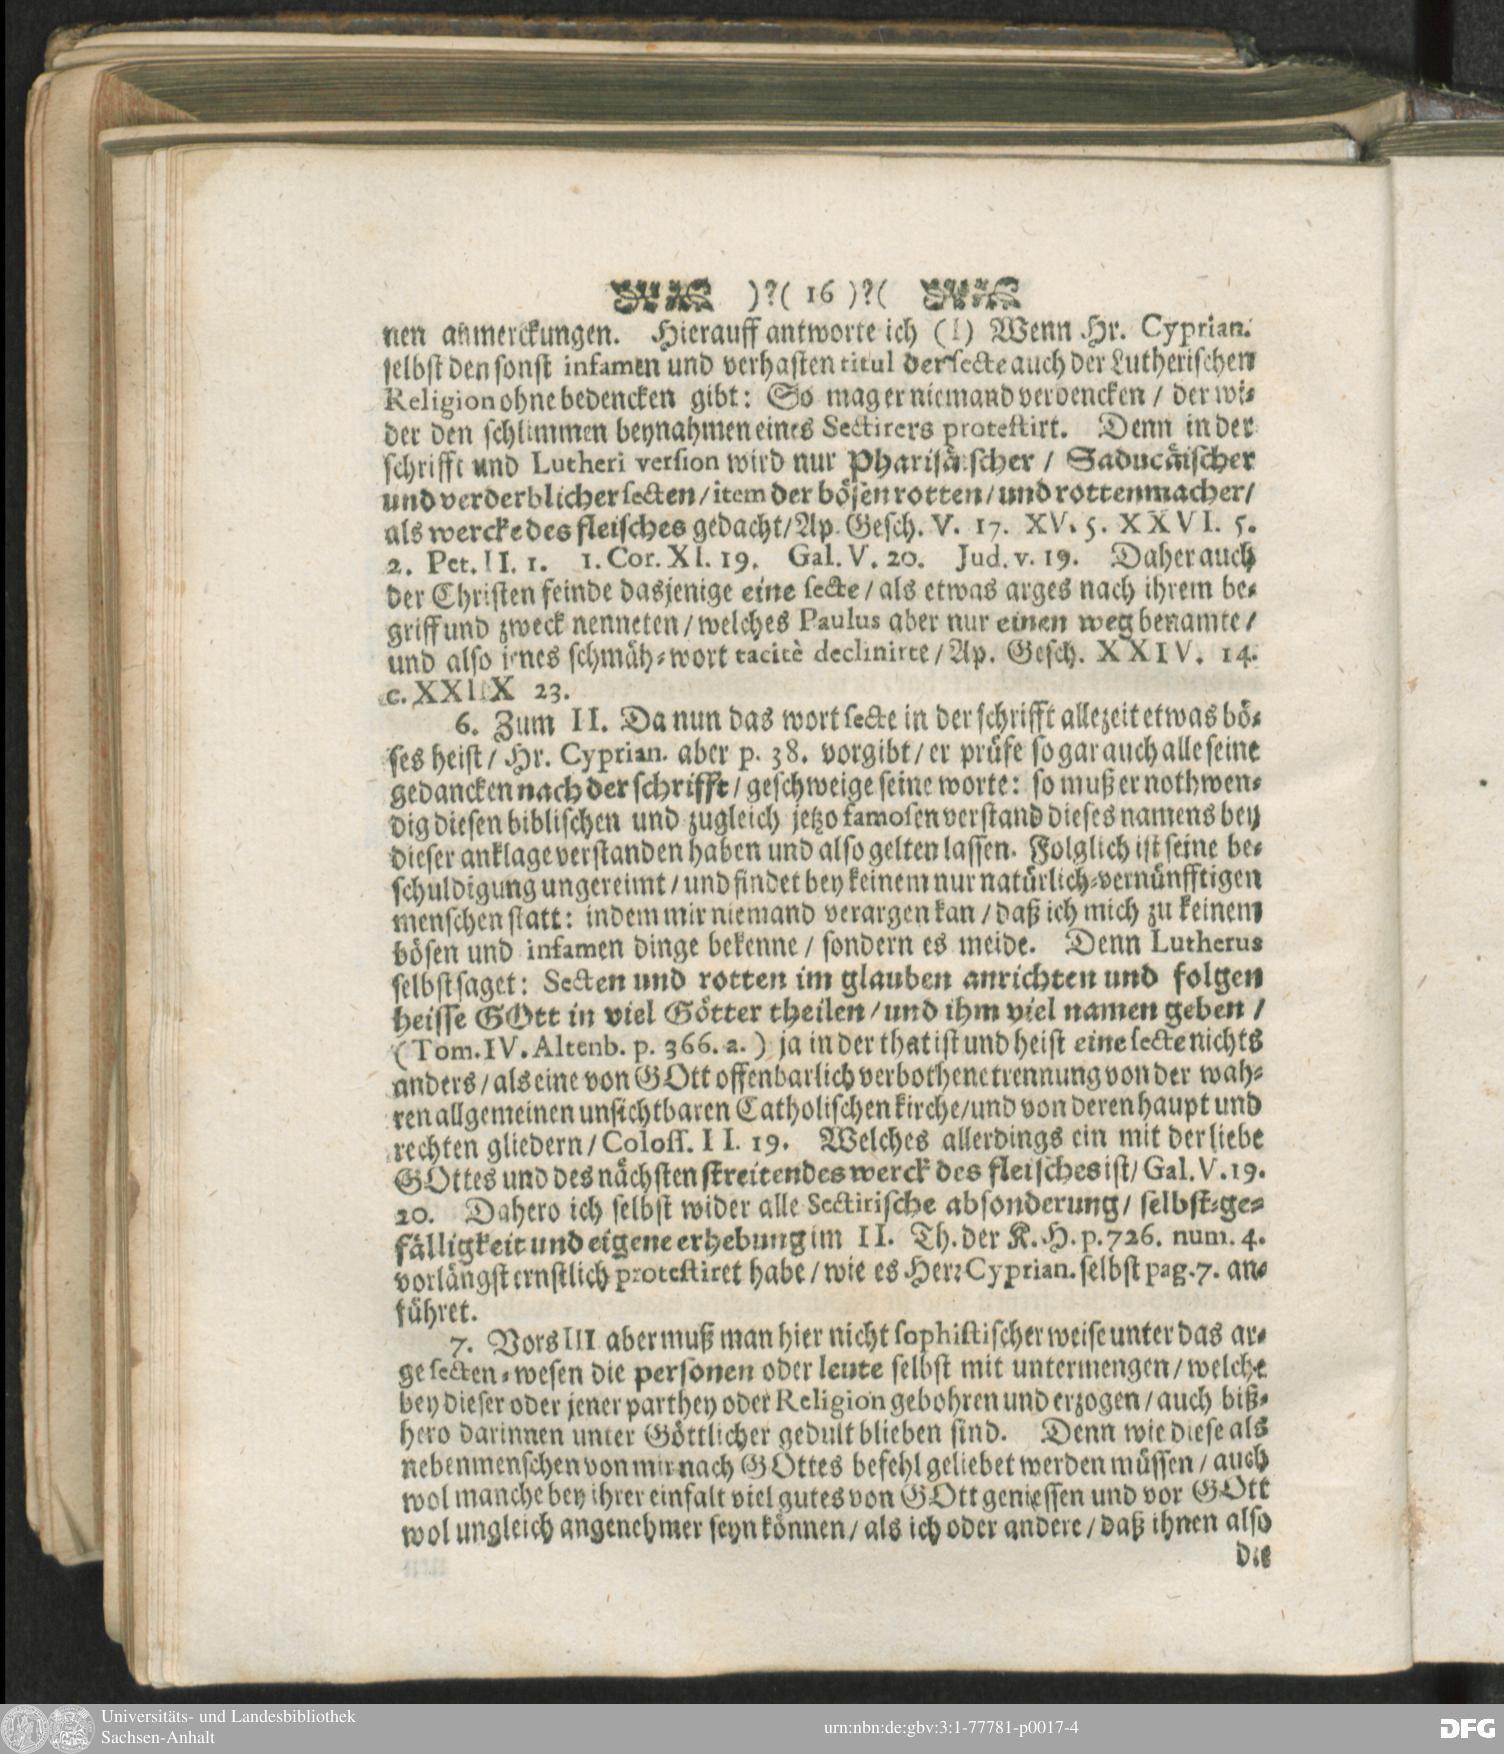 )?( 16 )?(
nen anmerckungen. Hierauff antworte ich (I) Wenn Hr. Cyprian.
selbst den sonst infamen und verhasten titul der secte auch der Lutherischen
Religion ohne bedencken gibt: So mag er niemand verdencken / der wi-
der den schlimmen beynahmen eines Sectirers protestirt. Denn in der
schrifft und Lutheri version wird nur Pharisäischer / Saducäischer
und verderblicher secten / item der bösen rotten / und rottenmacher /
als wercke des fleisches gedacht / Ap. Gesch. V. 17. XV. 5. XXVI. 5.
2. Pet. II. 1. 1. Cor. XI. 19. Gal. V. 20. Jud. v. 19. Daher auch
der Christen feinde dasjenige eine secte / als etwas arges nach ihrem be-
griff und zweck nenneten / welches Paulus aber nur einen weg benamte /
und also jenes schmäh-wort tacitè declinirte / Ap. Gesch. XXIV. 14.
c. XXIIX 23.
6. Zum II. Da nun das wort secte in der schrifft allezeit etwas bö-
ses heist / Hr. Cyprian. aber p. 38. vorgibt / er prüfe so gar auch alle seine
gedancken nach der schrifft / geschweige seine worte: so muß er nothwen-
dig diesen biblischen und zugleich jetzo famosen verstand dieses namens bey
dieser anklage verstanden haben und also gelten lassen. Folglich ist seine be-
schuldigung ungereimt / und findet bey keinem nur natürlich-vernünfftigen
menschen statt: indem mir niemand verargen kan / daß ich mich zu keinem
bösen und infamen dinge bekenne / sondern es meide. Denn Lutherus
selbst saget: Secten und rotten im glauben anrichten und folgen
heisse GOtt in viel Götter theilen / und ihm viel namen geben /
(Tom. IV. Altenb. p. 366. a.) ja in der that ist und heist eine secte nichts
anders / als eine von GOtt offenbarlich verbothene trennung von der wah-
ren allgemeinen unsichtbaren Catholischen kirche / und von deren haupt und
rechten gliedern / Coloss. II. 19. Welches allerdings ein mit der liebe
GOttes und des nächsten streitendes werck des fleisches ist / Gal. V. 19.
20. Dahero ich selbst wider alle Sectirische absonderung / selbst-ge-
fälligkeit und eigene erhebung im II. Th. der K. H. p. 726. num. 4.
vorlängst ernstlich protestiret habe / wie es Herr Cyprian. selbst pag. 7. an-
führet.
7. Vors III aber muß man hier nicht sophistischer weise unter das ar-
ge secten-wesen die personen oder leute selbst mit untermengen / welche
bey dieser oder jener parthey oder Religion gebohren und erzogen / auch biß-
hero darinnen unter Göttlicher gedult blieben sind. Denn wie diese als
nebenmenschen von mir nach GOttes befehl geliebet werden müssen / auch
wol manche bey ihrer einfalt viel gutes von GOtt geniessen und vor GOtt
wol ungleich angenehmer seyn können / als ich oder andere / daß ihnen also
die
Universitäts- und Landesbibliothek
Sachsen-Anhalt
urn:nbn:de:gbv:3:1-77781-p0017-4
DFG